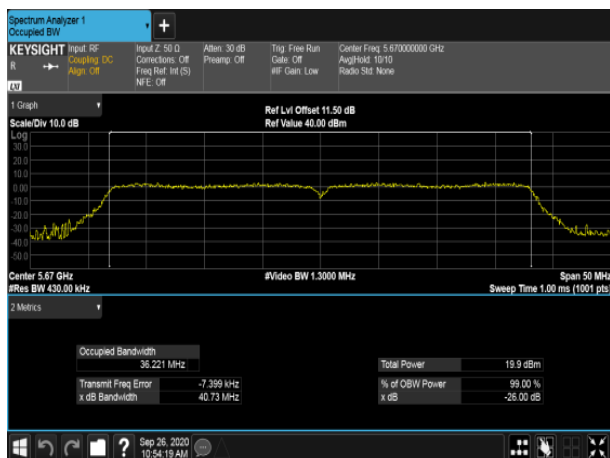 Spectrum Analyzer 1
Occupied BW
KEYSIGHT
R
LXI
Input: RF
Coupling: DC
Align: Off
Input Z: 50 Ω
Corrections: Off
Freq Ref: Int (S)
NFE: Off
Atten: 30 dB
Preamp: Off
Trig: Free Run
Gate: Off
#IF Gain: Low
Center Freq: 5.670000000 GHz
Avg|Hold: 10/10
Radio Std: None
1 Graph
Scale/Div 10.0 dB
Ref Lvl Offset 11.50 dB
Ref Value 40.00 dBm
Log
30.0
20.0
10.0
0.00
-10.0
-20.0
-30.0
-40.0
-50.0
Center 5.67 GHz
#Res BW 430.00 kHz
#Video BW 1.3000 MHz
Span 50 MHz
Sweep Time 1.00 ms (1001 pts)
2 Metrics
Occupied Bandwidth
36.221 MHz
Transmit Freq Error -7.399 kHz
x dB Bandwidth 40.73 MHz
Total Power 19.9 dBm
% of OBW Power 99.00 %
x dB -26.00 dB
?
Sep 26, 2020
10:54:19 AM